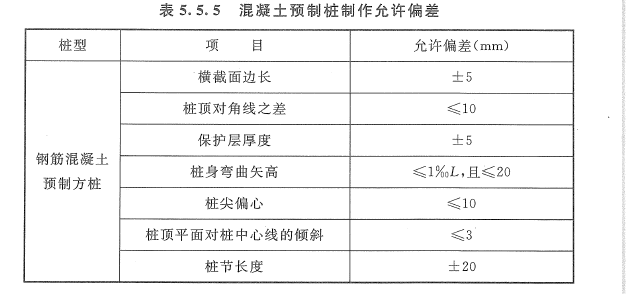 表 5.5.5 混凝土预制桩制作允许偏差
桩型 项 目 允许偏差(mm)
钢筋混凝土
预制方桩
横截面边长 ±5
桩顶对角线之差 ≤10
保护层厚度 ±5
桩身弯曲矢高 ≤1‰L,且≤20
桩尖偏心 ≤10
桩顶平面对桩中心线的倾斜 ≤3
桩节长度 ±20